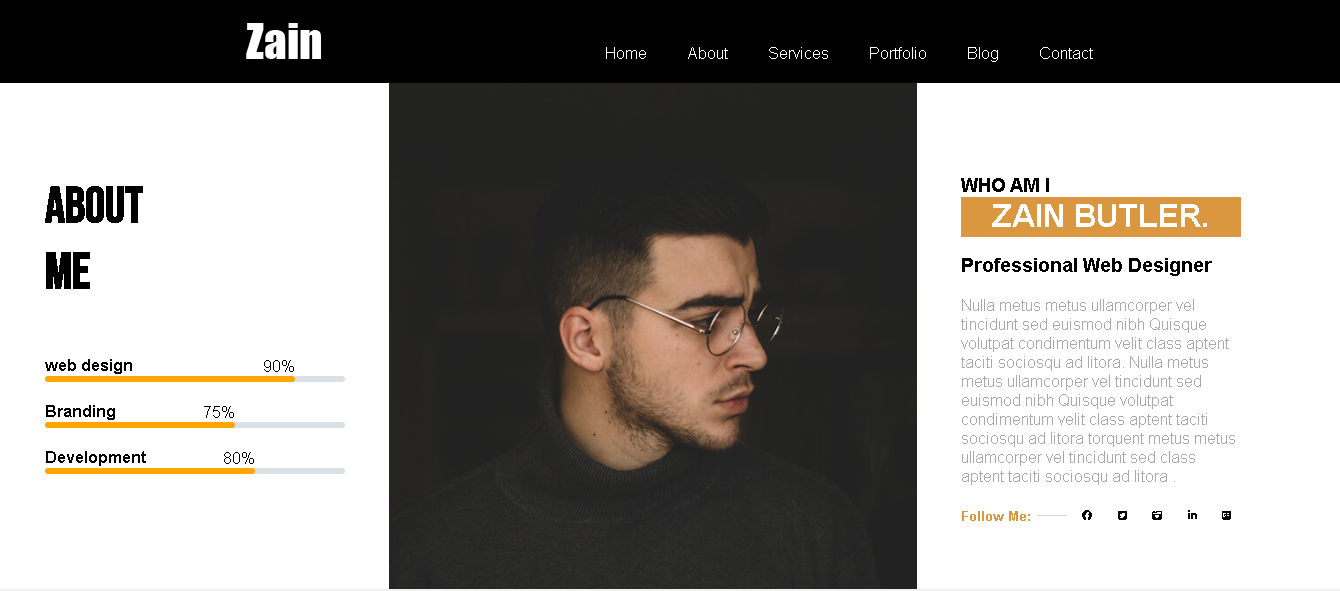 Zain
Home About Services Portfolio Blog Contact
ABOUT
ME
web design 90%
Branding 75%
Development 80%
WHO AM I
ZAIN BUTLER.
Professional Web Designer
Nulla metus metus ullamcorper vel
tincidunt sed euismod nibh Quisque
volutpat condimentum velit class aptent
taciti sociosqu ad litora. Nulla metus
metus ullamcorper vel tincidunt sed
euismod nibh Quisque volutpat
condimentum velit class aptent taciti
sociosqu ad litora torquent metus metus
ullamcorper vel tincidunt sed class
aptent taciti sociosqu ad litora .
Follow Me: